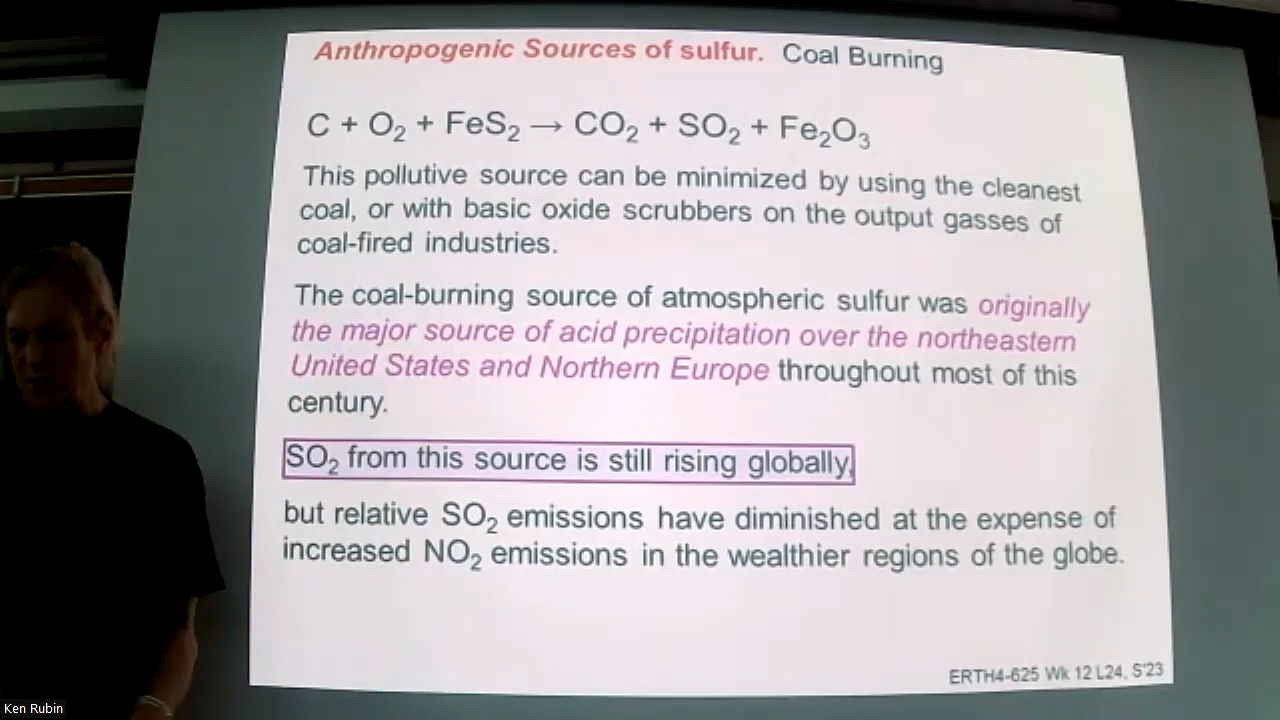 Anthropogenic Sources of sulfur. Coal Burning
C + O₂ + FeS₂ → CO₂ + SO₂ + Fe₂O₃
This pollutive source can be minimized by using the cleanest
coal, or with basic oxide scrubbers on the output gasses of
coal-fired industries.
The coal-burning source of atmospheric sulfur was originally
the major source of acid precipitation over the northeastern
United States and Northern Europe throughout most of this
century.
SO₂ from this source is still rising globally,
but relative SO₂ emissions have diminished at the expense of
increased NO₂ emissions in the wealthier regions of the globe.
ERTH4-625 Wk 12 L24, S'23
Ken Rubin